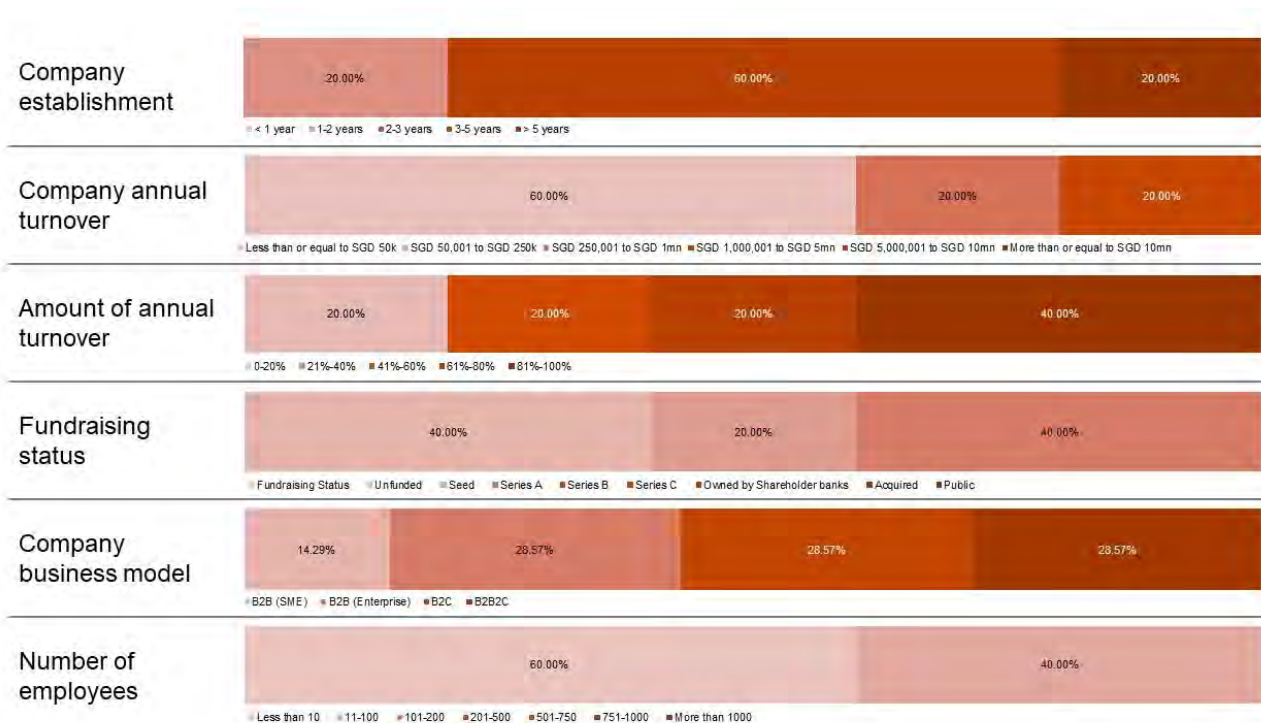 Company
establishment
20.00% 60.00% 20.00%
< 1 year 1-2 years 2-3 years 3-5 years > 5 years
Company annual
turnover
60.00% 20.00% 20.00%
Less than or equal to SGD 50k SGD 50,001 to SGD 250k SGD 250,001 to SGD 1mn SGD 1,000,001 to SGD 5mn SGD 5,000,001 to SGD 10mn More than or equal to SGD 10mn
Amount of annual
turnover
20.00% 20.00% 20.00% 40.00%
0-20% 21%-40% 41%-60% 61%-80% 81%-100%
Fundraising
status
40.00% 20.00% 40.00%
Fundraising Status Unfunded Seed Series A Series B Series C Owned by Shareholder banks Acquired Public
Company
business model
14.29% 28.57% 28.57% 28.57%
B2B (SME) B2B (Enterprise) B2C B2B2C
Number of
employees
60.00% 40.00%
Less than 10 11-100 101-200 201-500 501-750 751-1000 More than 1000